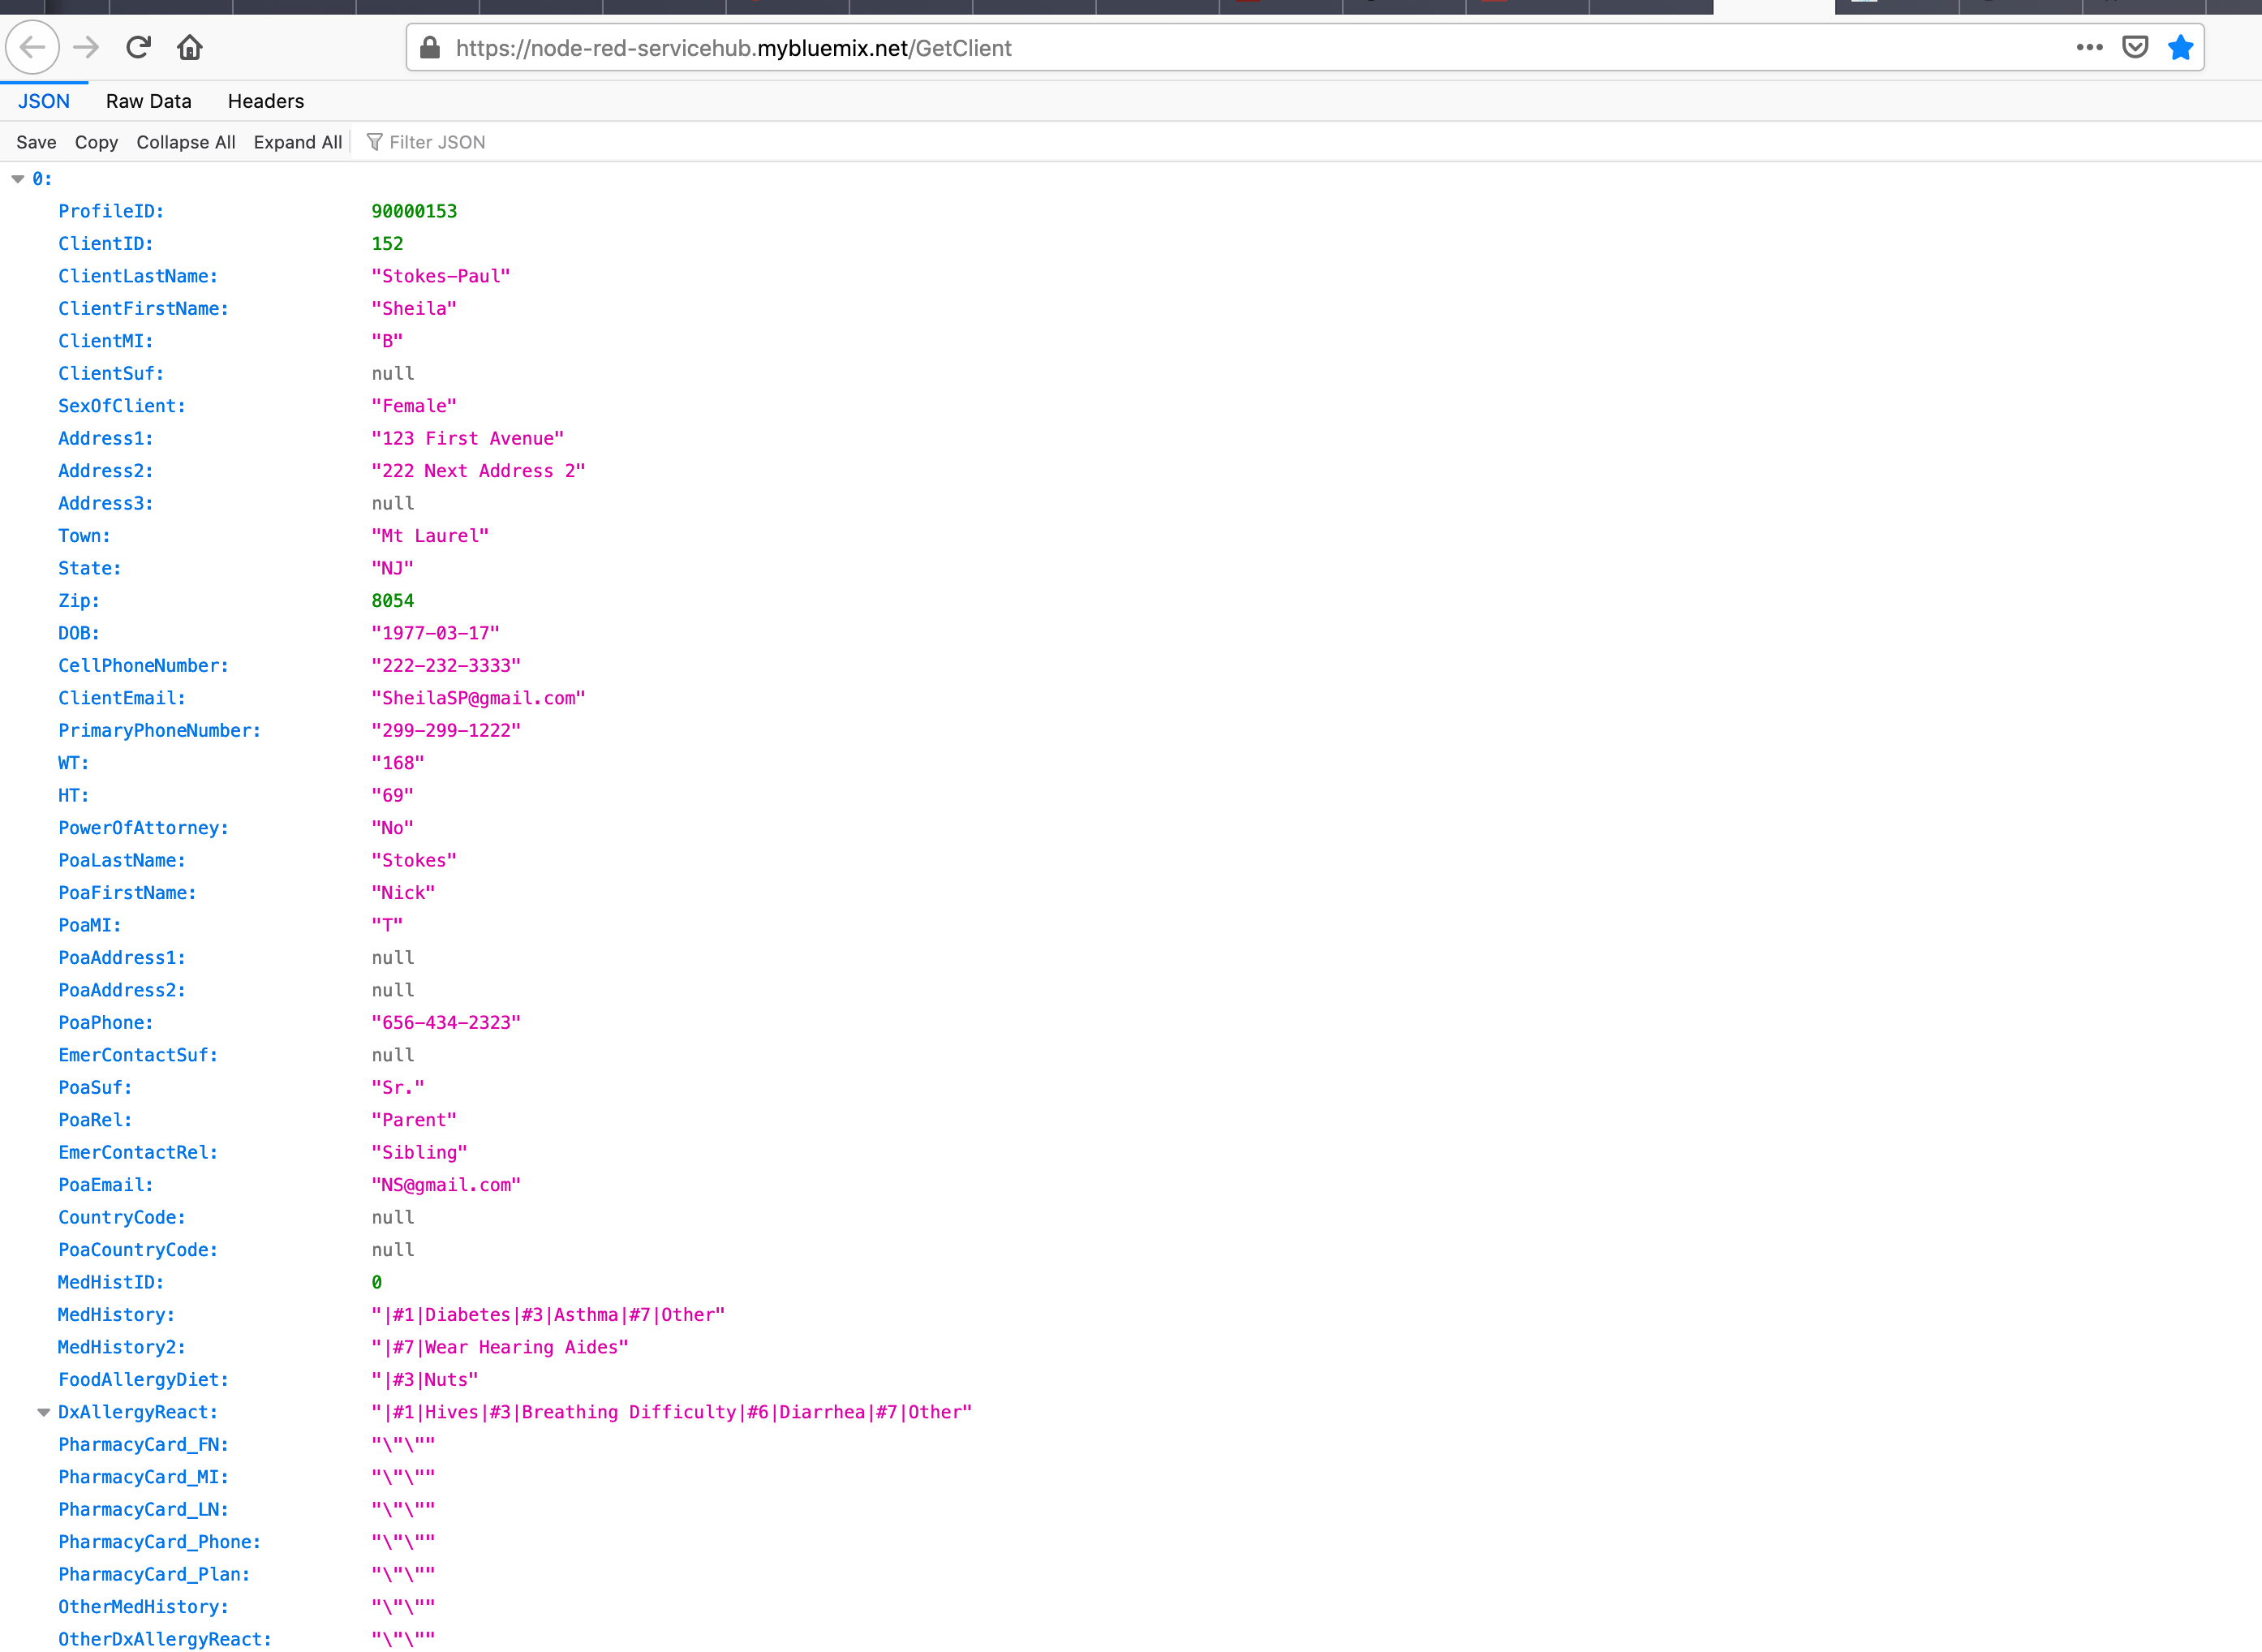 https://node-red-servicehub.mybluemix.net/GetClient
JSON Raw Data Headers
Save Copy Collapse All Expand All Filter JSON
0:
ProfileID: 90000153
ClientID: 152
ClientLastName: "Stokes-Paul"
ClientFirstName: "Sheila"
ClientMI: "B"
ClientSuf: null
SexOfClient: "Female"
Address1: "123 First Avenue"
Address2: "222 Next Address 2"
Address3: null
Town: "Mt Laurel"
State: "NJ"
Zip: 8054
DOB: "1977-03-17"
CellPhoneNumber: "222-232-3333"
ClientEmail: "SheilaSP@gmail.com"
PrimaryPhoneNumber: "299-299-1222"
WT: "168"
HT: "69"
PowerOfAttorney: "No"
PoaLastName: "Stokes"
PoaFirstName: "Nick"
PoaMI: "T"
PoaAddress1: null
PoaAddress2: null
PoaPhone: "656-434-2323"
EmerContactSuf: null
PoaSuf: "Sr."
PoaRel: "Parent"
EmerContactRel: "Sibling"
PoaEmail: "NS@gmail.com"
CountryCode: null
PoaCountryCode: null
MedHistID: 0
MedHistory: "|#1|Diabetes|#3|Asthma|#7|Other"
MedHistory2: "|#7|Wear Hearing Aides"
FoodAllergyDiet: "|#3|Nuts"
DxAllergyReact: "|#1|Hives|#3|Breathing Difficulty|#6|Diarrhea|#7|Other"
PharmacyCard_FN: "\"\""
PharmacyCard_MI: "\"\""
PharmacyCard_LN: "\"\""
PharmacyCard_Phone: "\"\""
PharmacyCard_Plan: "\"\""
OtherMedHistory: "\"\""
OtherDxAllergyReact: "\"\""